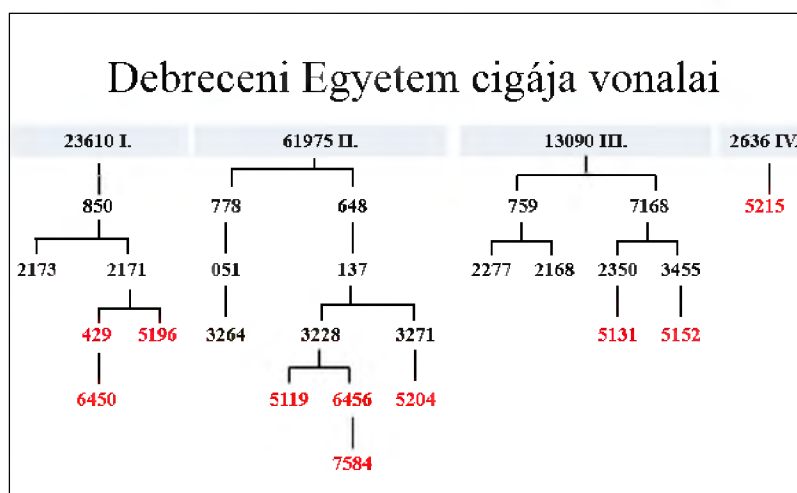 Debreceni Egyetem cigája vonalai
23610 I. 61975 II. 13090 III. 2636 IV.
850 778 648 759 7168 5215
2173 2171 051 137 2277 2168 2350 3455
429 5196 3264 3228 3271 5131 5152
6450 5119 6456 5204
7584